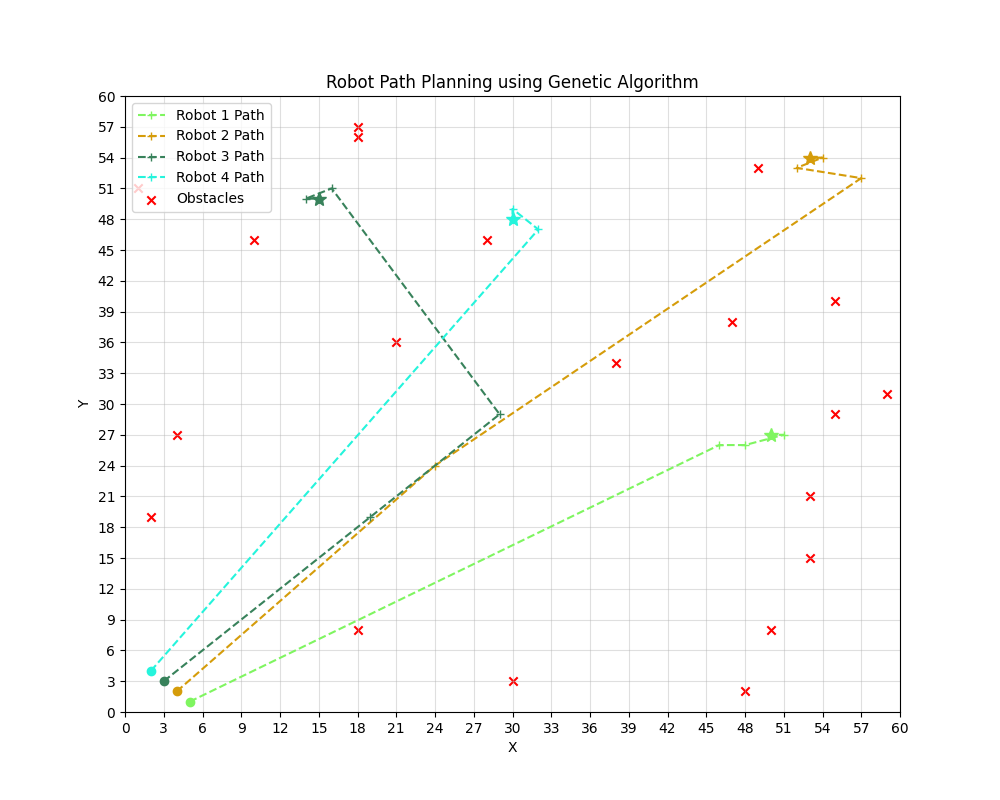 Robot Path Planning using Genetic Algorithm
60
57
54
51
48
45
42
39
36
33
30
27
24
21
18
15
12
9
6
3
0
Y
Robot 1 Path
Robot 2 Path
Robot 3 Path
Robot 4 Path
Obstacles
0 3 6 9 12 15 18 21 24 27 30 33 36 39 42 45 48 51 54 57 60
X